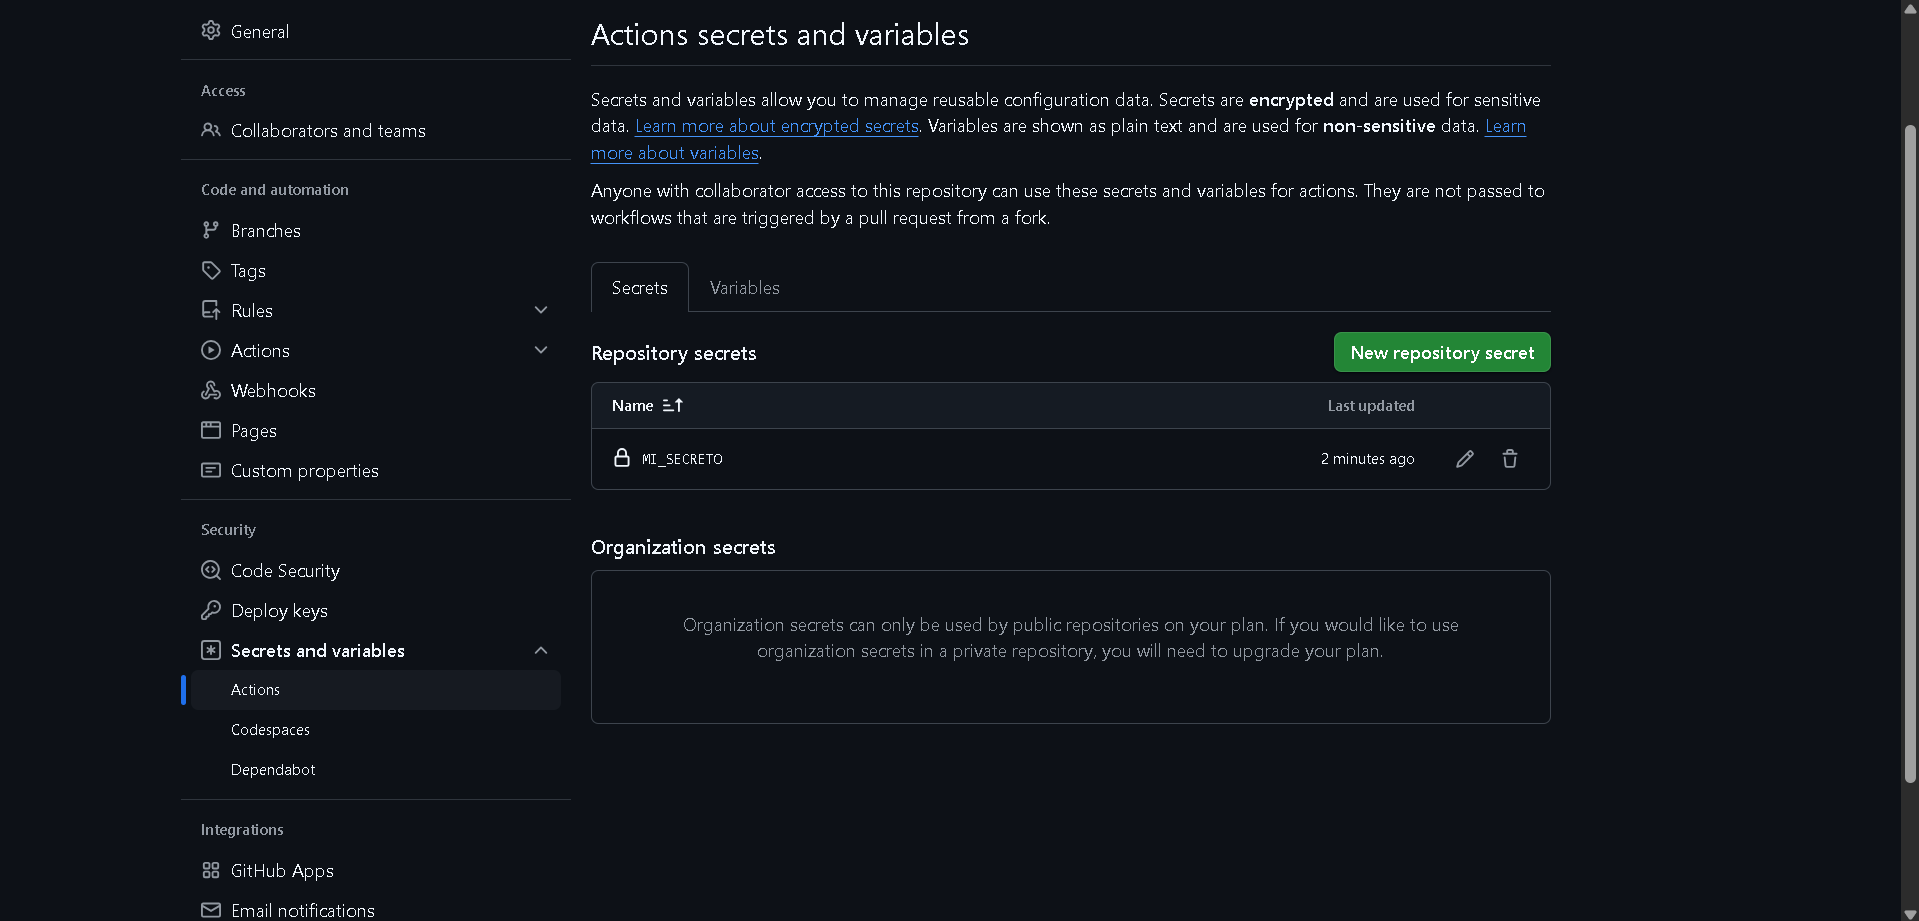 General
Access
Collaborators and teams
Code and automation
Branches
Tags
Rules
Actions
Webhooks
Pages
Custom properties
Security
Code Security
Deploy keys
Secrets and variables
Actions
Codespaces
Dependabot
Integrations
GitHub Apps
Email notifications
Actions secrets and variables
Secrets and variables allow you to manage reusable configuration data. Secrets are encrypted and are used for sensitive
data. Learn more about encrypted secrets. Variables are shown as plain text and are used for non-sensitive data. Learn
more about variables.
Anyone with collaborator access to this repository can use these secrets and variables for actions. They are not passed to
workflows that are triggered by a pull request from a fork.
Secrets Variables
Repository secrets New repository secret
Name Last updated
MI_SECRETO 2 minutes ago
Organization secrets
Organization secrets can only be used by public repositories on your plan. If you would like to use
organization secrets in a private repository, you will need to upgrade your plan.